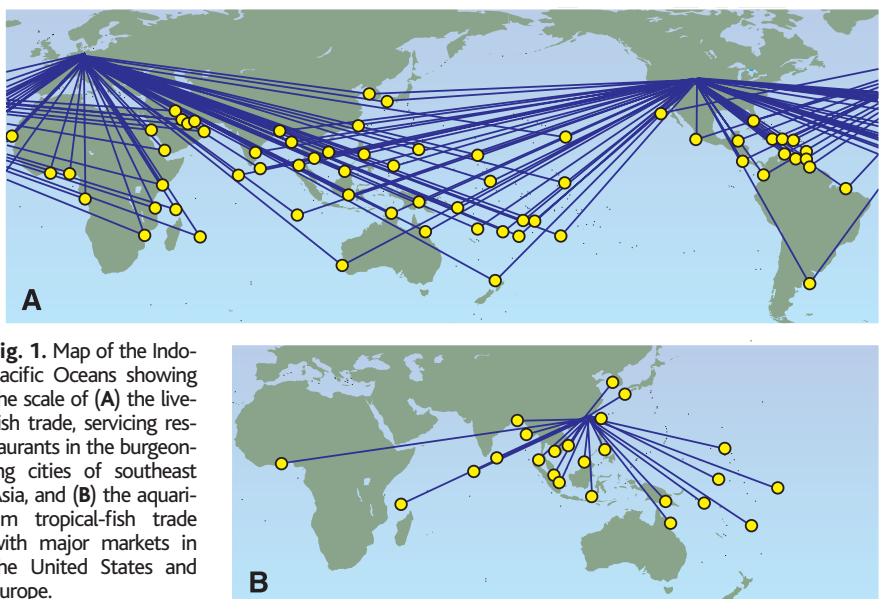 A
ig. 1. Map of the Indo-
acific Oceans showing
he scale of (A) the live-
ish trade, servicing res-
aurants in the burgeon-
ng cities of southeast
Asia, and (B) the aquari-
m tropical-fish trade
with major markets in
he United States and
urope.
B